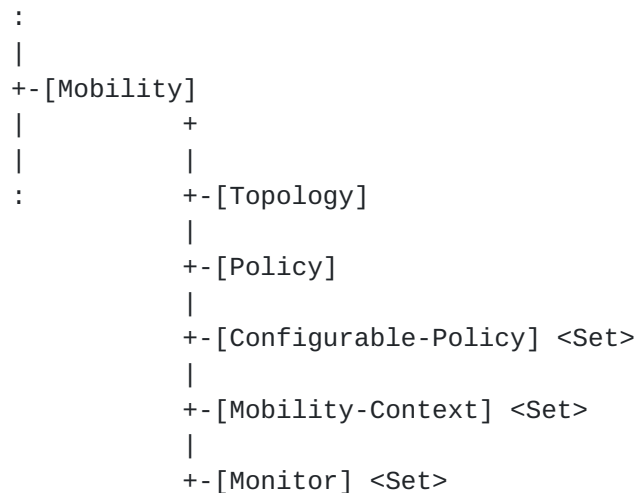 :
|
+-[Mobility]
|          +
|          |
:          +-[Topology]
           |
           +-[Policy]
           |
           +-[Configurable-Policy] <Set>
           |
           +-[Mobility-Context] <Set>
           |
           +-[Monitor] <Set>